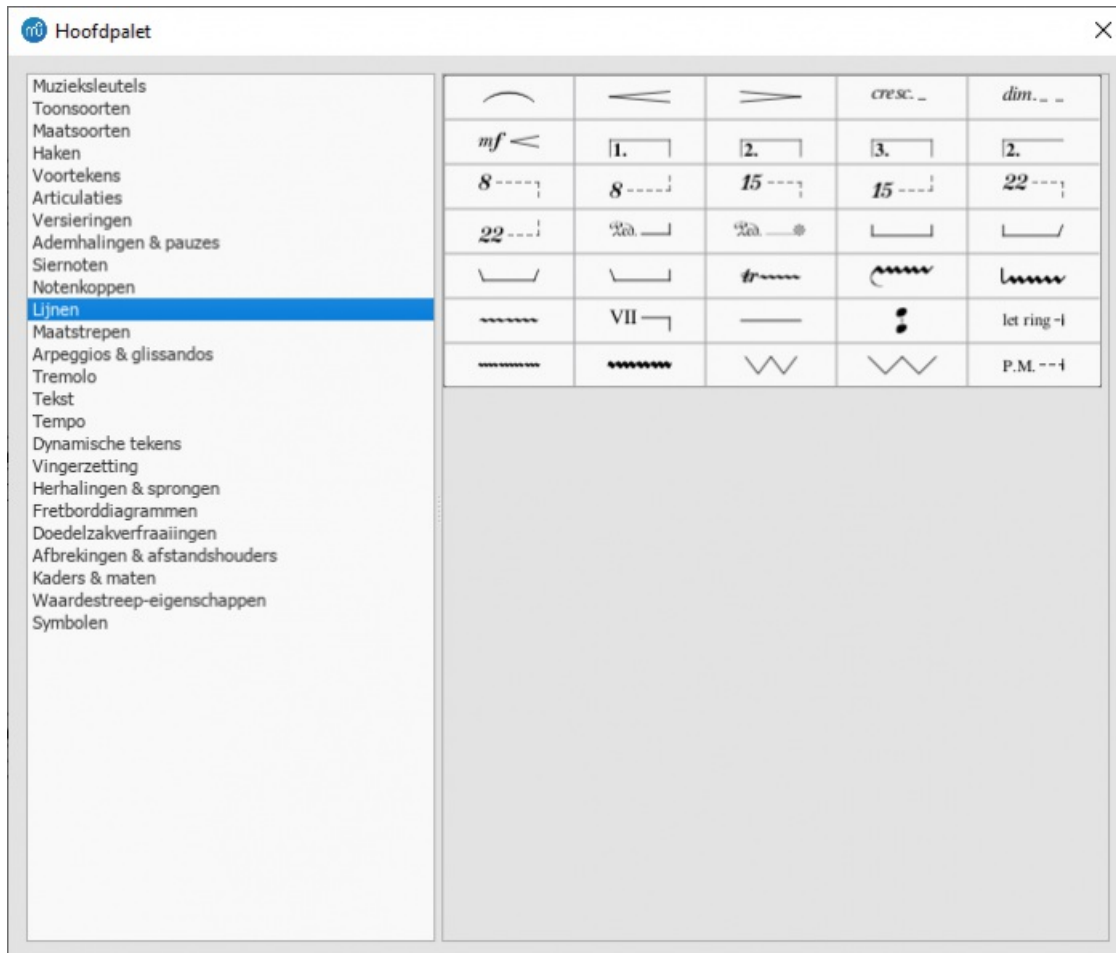 Hoofdpalet
Muzieksleutels
Toonsoorten
Maatsoorten
Haken
Voortekens
Articulaties
Versieringen
Ademhalingen & pauzes
Siernoten
Notenkoppen
Lijnen
Maatstrepen
Arpeggios & glissandos
Tremolo
Tekst
Tempo
Dynamische tekens
Vingerzetting
Herhalingen & sprongen
Fretborddiagrammen
Doedelzakverfraaiingen
Afbrekingen & afstandshouders
Kaders & maten
Waardestreep-eigenschappen
Symbolen
cresc. _ dim. _ _
mf 1. 2. 3. 2.
8 8 15 15 22
22 Ped. Ped.
tr
VII let ring
P.M.